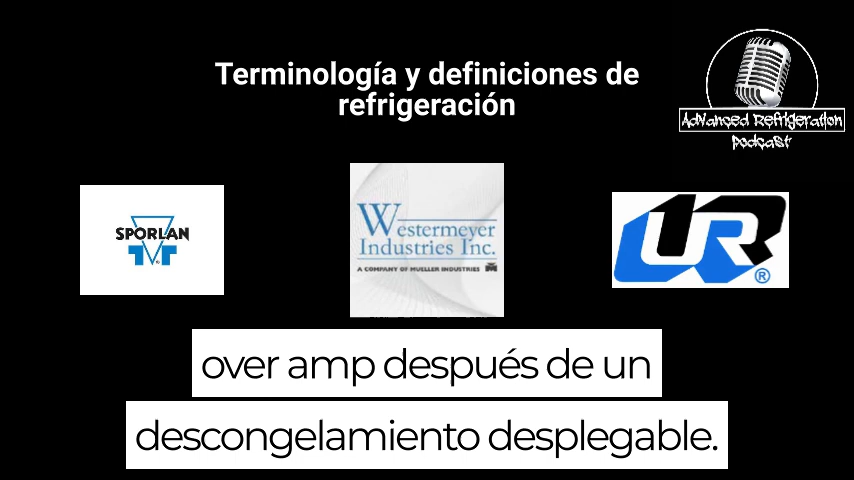 Terminología y definiciones de
refrigeración
Advanced Refrigeration
podcast
SPORLAN
Westermeyer
Industries Inc.
A COMPANY OF MUELLER INDUSTRIES
UR®
over amp después de un
descongelamiento desplegable.